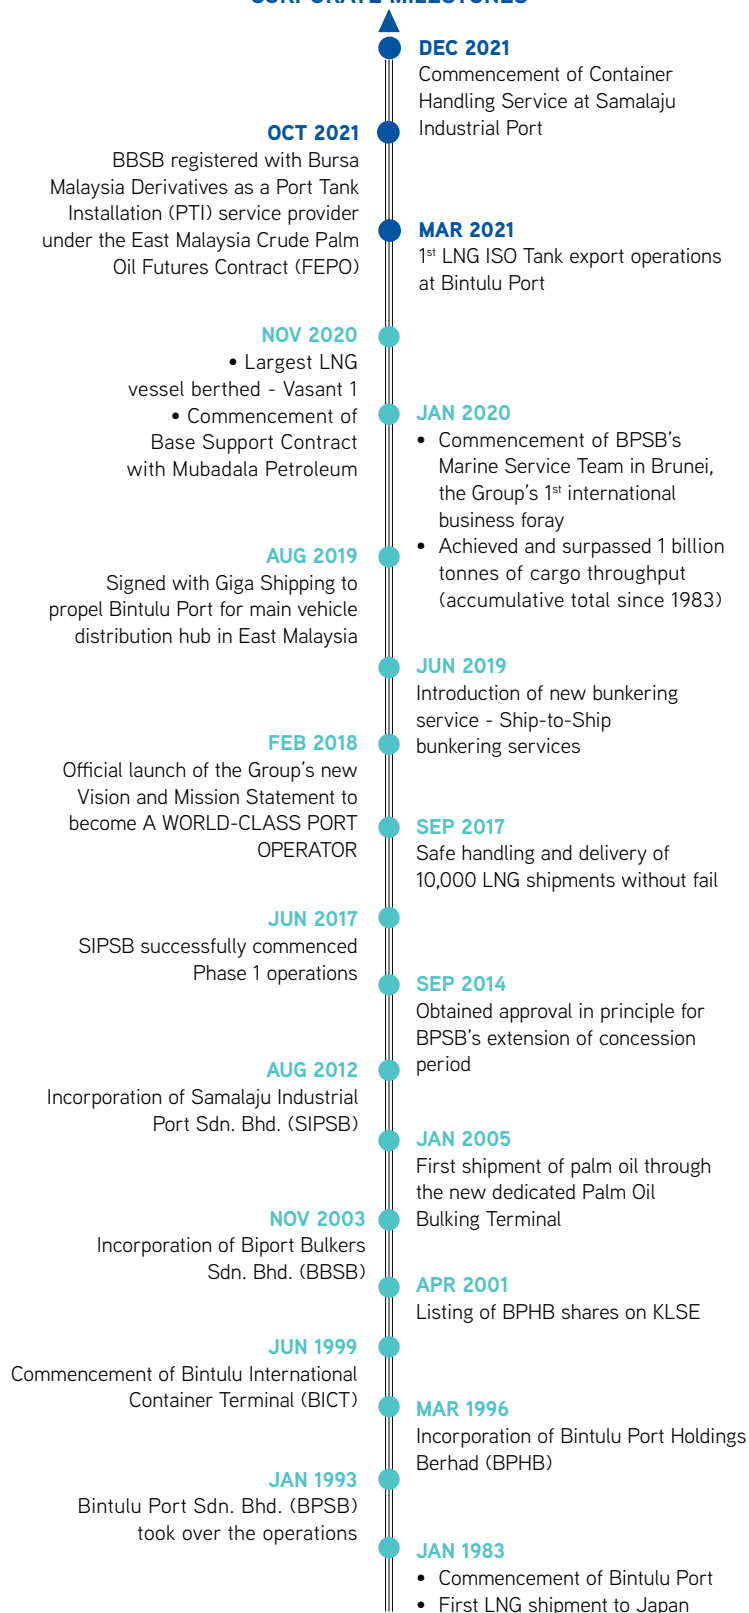 CORPORATE MILESTONES
DEC 2021
Commencement of Container
Handling Service at Samalaju
Industrial Port
OCT 2021
BBSB registered with Bursa
Malaysia Derivatives as a Port Tank
Installation (PTI) service provider
under the East Malaysia Crude Palm
Oil Futures Contract (FEPO)
MAR 2021
1st LNG ISO Tank export operations
at Bintulu Port
NOV 2020
• Largest LNG
vessel berthed - Vasant 1
• Commencement of
Base Support Contract
with Mubadala Petroleum
JAN 2020
• Commencement of BPSB's
Marine Service Team in Brunei,
the Group's 1st international
business foray
• Achieved and surpassed 1 billion
tonnes of cargo throughput
(accumulative total since 1983)
AUG 2019
Signed with Giga Shipping to
propel Bintulu Port for main vehicle
distribution hub in East Malaysia
JUN 2019
Introduction of new bunkering
service - Ship-to-Ship
bunkering services
FEB 2018
Official launch of the Group's new
Vision and Mission Statement to
become A WORLD-CLASS PORT
OPERATOR
SEP 2017
Safe handling and delivery of
10,000 LNG shipments without fail
JUN 2017
SIPSB successfully commenced
Phase 1 operations
SEP 2014
Obtained approval in principle for
BPSB's extension of concession
period
AUG 2012
Incorporation of Samalaju Industrial
Port Sdn. Bhd. (SIPSB)
JAN 2005
First shipment of palm oil through
the new dedicated Palm Oil
Bulking Terminal
NOV 2003
Incorporation of Biport Bulkers
Sdn. Bhd. (BBSB)
APR 2001
Listing of BPHB shares on KLSE
JUN 1999
Commencement of Bintulu International
Container Terminal (BICT)
MAR 1996
Incorporation of Bintulu Port Holdings
Berhad (BPHB)
JAN 1993
Bintulu Port Sdn. Bhd. (BPSB)
took over the operations
JAN 1983
• Commencement of Bintulu Port
• First LNG shipment to Japan